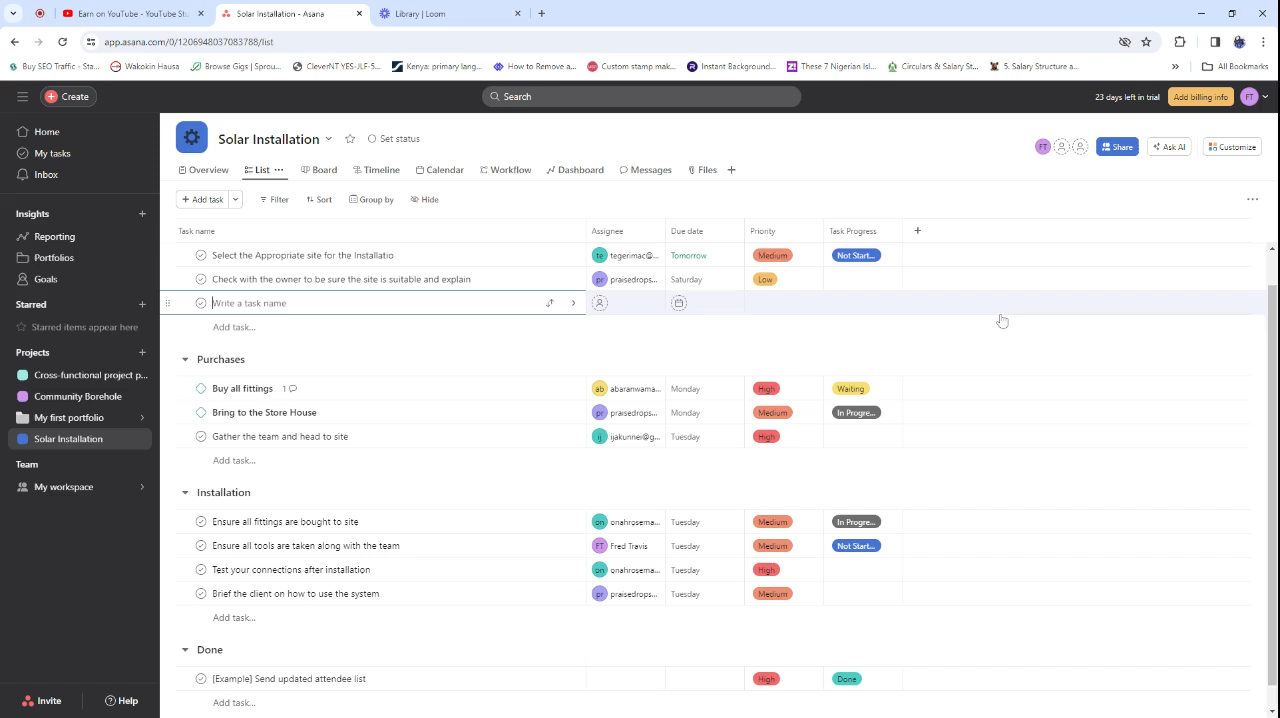 Earn on YouTube - YouTube Stu
Solar Installation - Asana
Library | Loom
app.asana.com/0/1206948037083788/list
Buy SEO Traffic - Sta...
Wakokin Hausa
Browse Gigs | Sprou...
CleverNT YES-JLF-5...
Kenya: primary lang...
How to Remove a...
Custom stamp mak...
Instant Background...
These 7 Nigerian Isl...
Circulars & Salary St...
5. Salary Structure a...
All Bookmarks
Create
Search
23 days left in trial
Add billing info
FT
Home
My tasks
Inbox
Insights
Reporting
Portfolios
Goals
Starred
Starred items appear here
Projects
Cross-functional project p...
Community Borehole
My first portfolio
Solar Installation
Team
My workspace
Invite
Help
Solar Installation
Set status
FT
Share
Ask AI
Customize
Overview
List
Board
Timeline
Calendar
Workflow
Dashboard
Messages
Files
Add task
Filter
Sort
Group by
Hide
Task name Assignee Due date Priority Task Progress
Select the Appropriate site for the Installatio te tegerimac@... Tomorrow Medium Not Start...
Check with the owner to be sure the site is suitable and explain pr praisedrops... Saturday Low
Write a task name
Add task...
Purchases
Buy all fittings 1 ab abaranwama... Monday High Waiting
Bring to the Store House pr praisedrops... Monday Medium In Progre...
Gather the team and head to site ij ijakunnei@g... Tuesday High
Add task...
Installation
Ensure all fittings are bought to site on onahrosema... Tuesday Medium In Progre...
Ensure all tools are taken along with the team FT Fred Travis Tuesday Medium Not Start...
Test your connections after installation on onahrosema... Tuesday High
Brief the client on how to use the system pr praisedrops... Tuesday Medium
Add task...
Done
[Example] Send updated attendee list High Done
Add task...